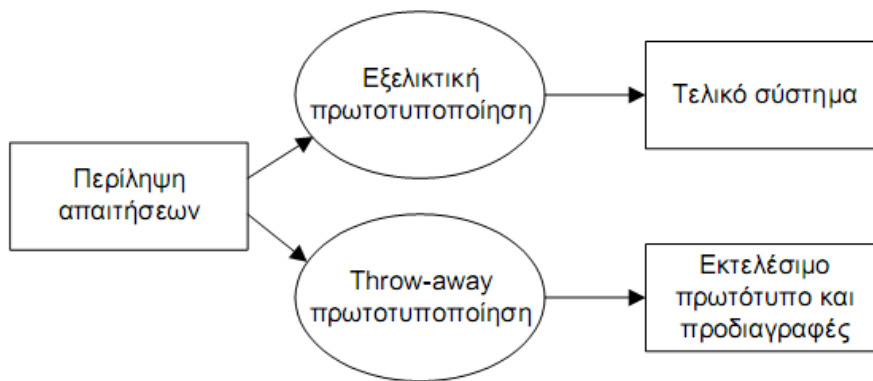 Εξελικτική
πρωτοτυποποίηση
Τελικό σύστημα
Περίληψη
απαιτήσεων
Throw-away
πρωτοτυποποίηση
Εκτελέσιμο
πρωτότυπο και
προδιαγραφές